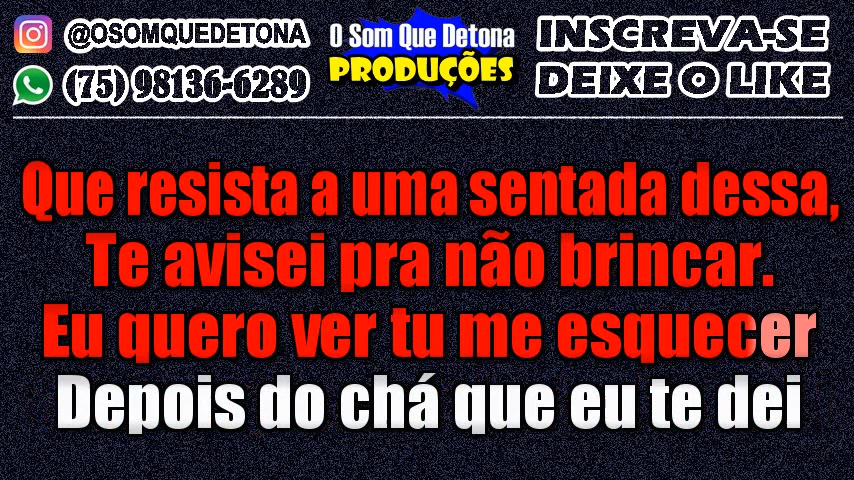 @OSOMQUEDETONA
(75) 98136-6289
O Som Que Detona
PRODUÇÕES
INSCREVA-SE
DEIXE O LIKE
Que resista a uma sentada dessa,
Te avisei pra não brincar.
Eu quero ver tu me esquecer
Depois do chá que eu te dei